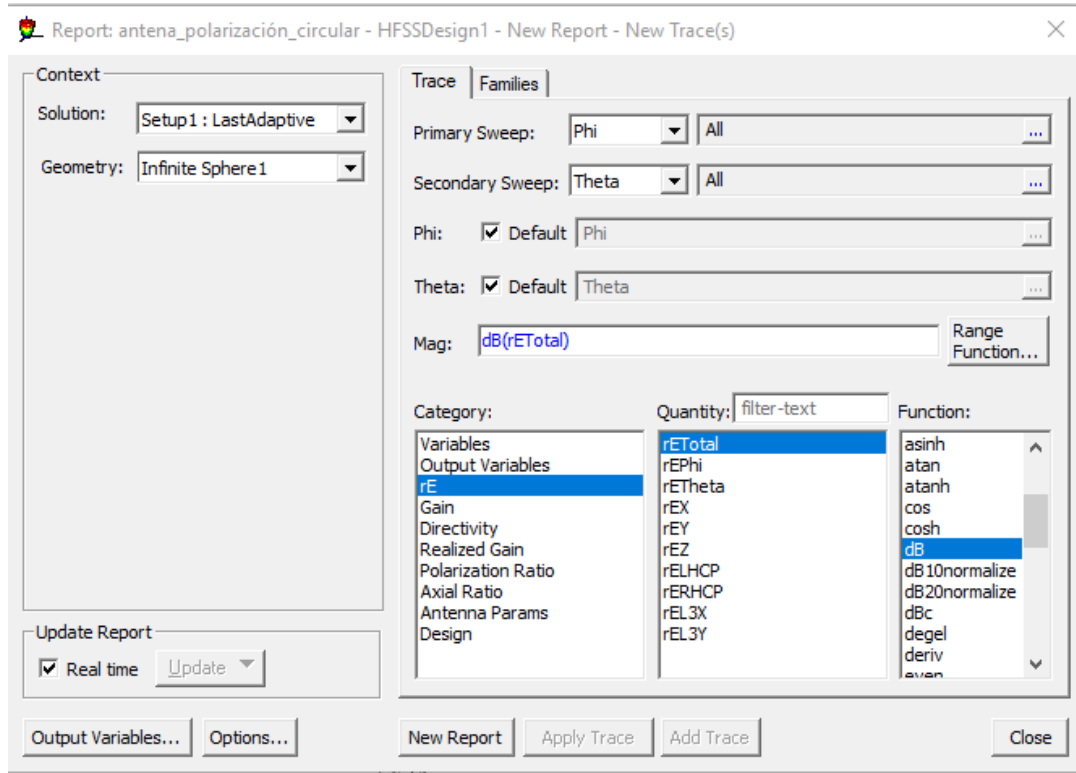 Report: antena_polarización_circular - HFSSDesign1 - New Report - New Trace(s)
Context
Solution: Setup1 : LastAdaptive
Geometry: Infinite Sphere1
Update Report
Real time Update
Output Variables... Options...
Trace Families
Primary Sweep: Phi All ...
Secondary Sweep: Theta All ...
Phi: Default Phi ...
Theta: Default Theta ...
Mag: dB(rETotal) Range
Function...
Category:
Variables
Output Variables
rE
Gain
Directivity
Realized Gain
Polarization Ratio
Axial Ratio
Antenna Params
Design
Quantity: filter-text
rETotal
rEPhi
rETheta
rEX
rEY
rEZ
rELHCP
rERHCP
rEL3X
rEL3Y
Function:
asinh
atan
atanh
cos
cosh
dB
dB10normalize
dB20normalize
dBc
degel
deriv
even
New Report Apply Trace Add Trace Close